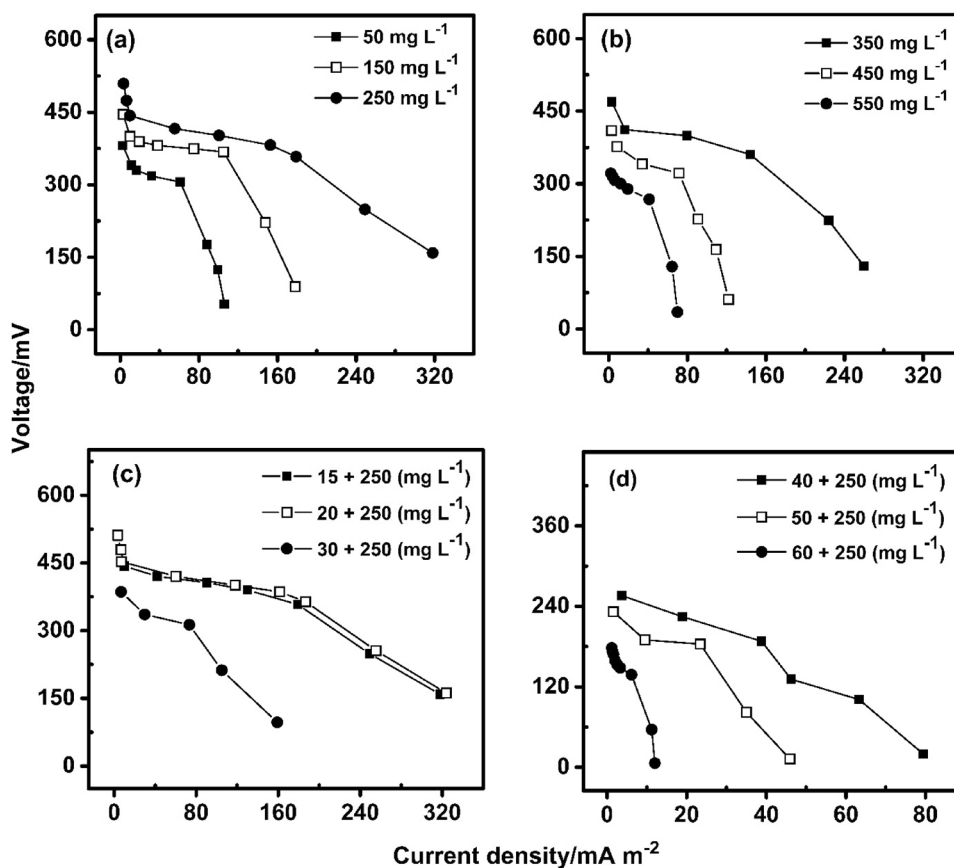 (a)
50 mg L⁻¹
150 mg L⁻¹
250 mg L⁻¹
600
450
300
150
0
0 80 160 240 320
(b)
350 mg L⁻¹
450 mg L⁻¹
550 mg L⁻¹
600
450
300
150
0
0 80 160 240 320
Voltage/mV
(c)
15 + 250 (mg L⁻¹)
20 + 250 (mg L⁻¹)
30 + 250 (mg L⁻¹)
600
450
300
150
0
0 80 160 240 320
(d)
40 + 250 (mg L⁻¹)
50 + 250 (mg L⁻¹)
60 + 250 (mg L⁻¹)
360
240
120
0
0 20 40 60 80
Current density/mA m⁻²